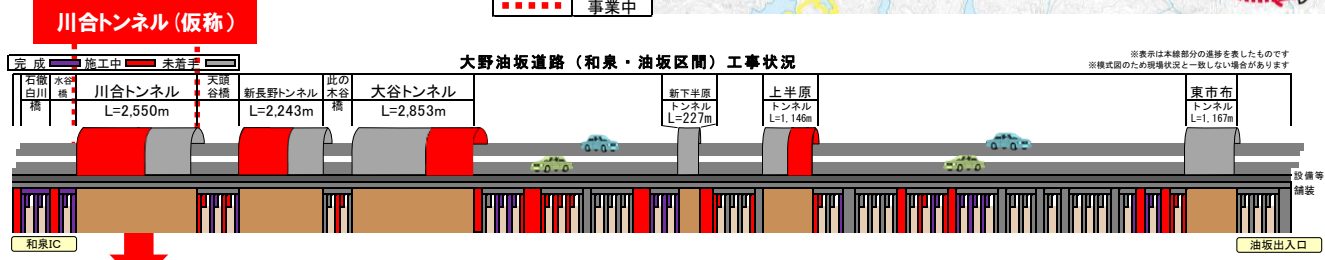 事業中
川合トンネル(仮称)
完 成 施工中 未着手
大野油坂道路（和泉・油坂区間）工事状況
※表示は本線部分の進捗を表したものです
※模式図のため現場状況と一致しない場合があります
石徹白川橋
水谷橋
川合トンネル
L=2,550m
天頭谷橋
新長野トンネル
L=2,243m
此の木谷橋
大谷トンネル
L=2,853m
新下半原
トンネル
L=227m
上半原
トンネル
L=1,146m
東市布
トンネル
L=1,167m
設備等
舗装
和泉IC
油坂出入口